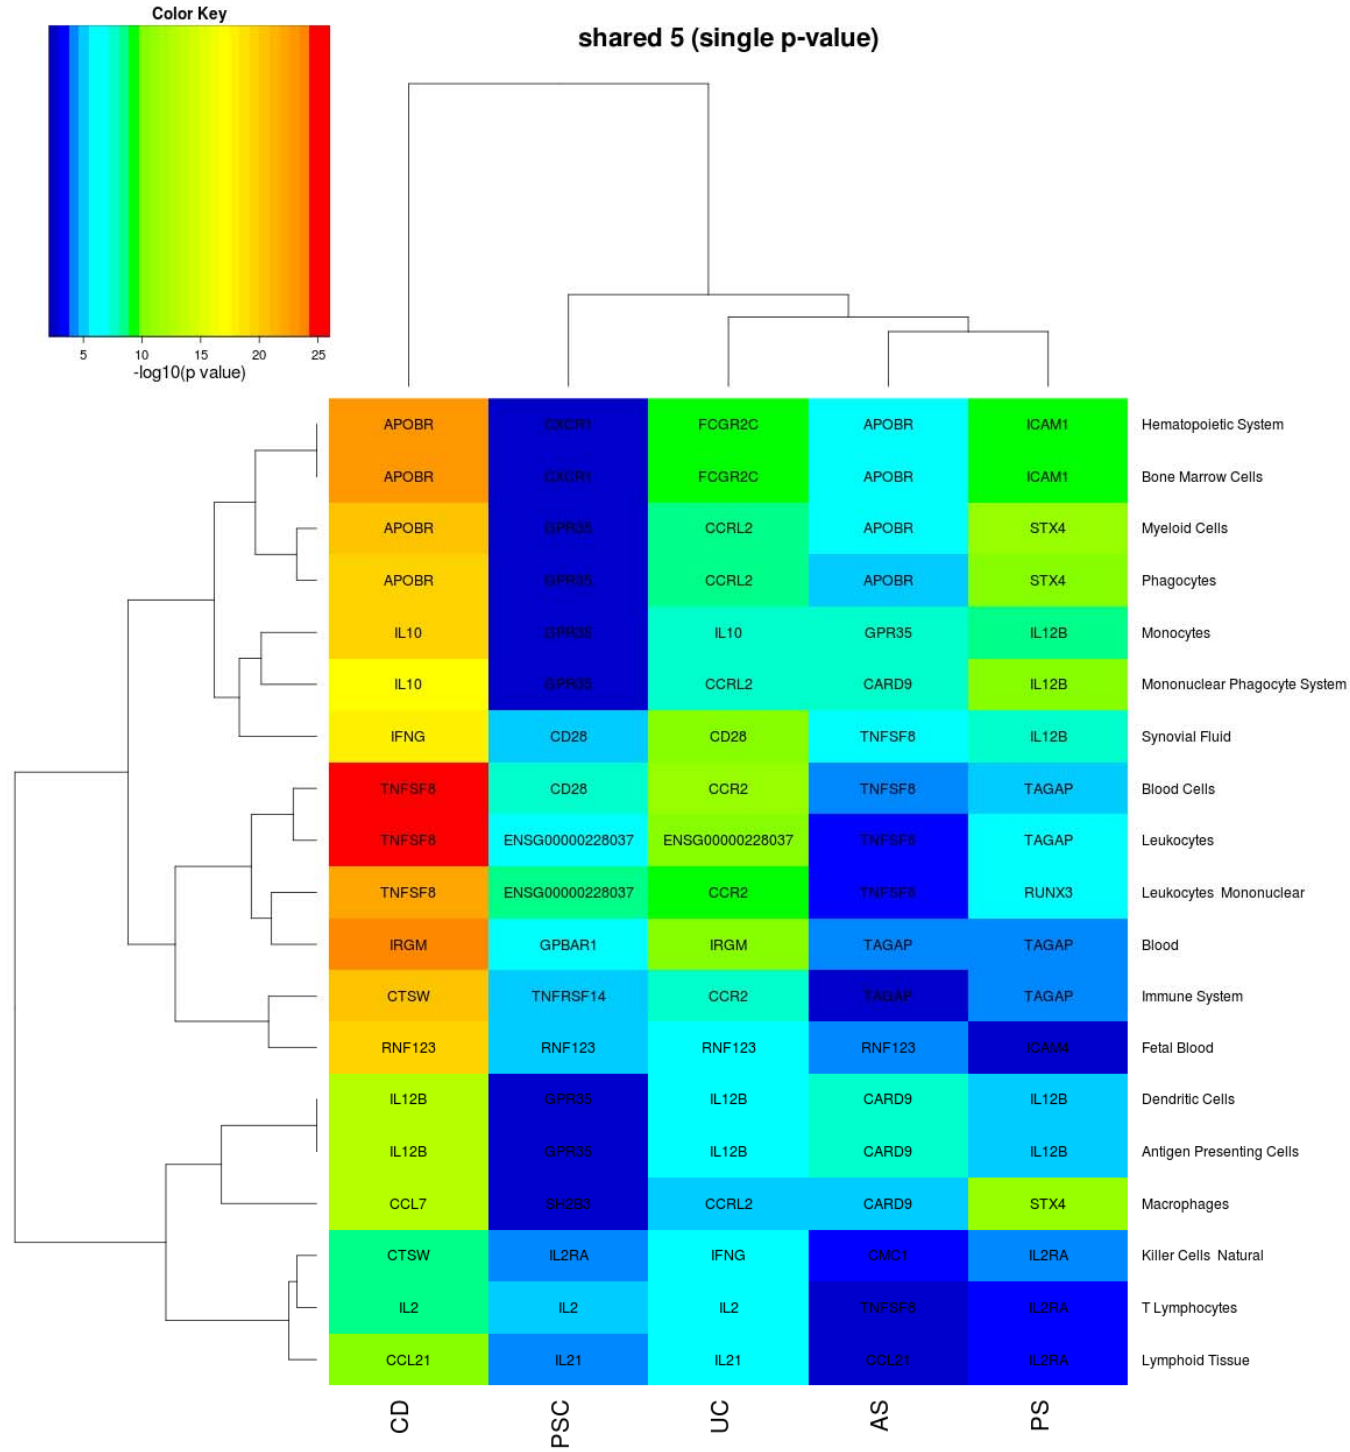 Color Key
shared 5 (single p-value)
5 10 15 20 25
-log10(p value)
APOBR CXCR1 FCGR2C APOBR ICAM1 Hematopoietic System
APOBR CXCR1 FCGR2C APOBR ICAM1 Bone Marrow Cells
APOBR GPR35 CCRL2 APOBR STX4 Myeloid Cells
APOBR GPR35 CCRL2 APOBR STX4 Phagocytes
IL10 GPR35 IL10 GPR35 IL12B Monocytes
IL10 GPR35 CCRL2 CARD9 IL12B Mononuclear Phagocyte System
IFNG CD28 CD28 TNFSF8 IL12B Synovial Fluid
TNFSF8 CD28 CCR2 TNFSF8 TAGAP Blood Cells
TNFSF8 ENSG00000228037 ENSG00000228037 TNFSF8 TAGAP Leukocytes
TNFSF8 ENSG00000228037 CCR2 TNFSF8 RUNX3 Leukocytes Mononuclear
IRGM GPBAR1 IRGM TAGAP TAGAP Blood
CTSW TNFRSF14 CCR2 TAGAP TAGAP Immune System
RNF123 RNF123 RNF123 RNF123 ICAM4 Fetal Blood
IL12B GPR35 IL12B CARD9 IL12B Dendritic Cells
IL12B GPR35 IL12B CARD9 IL12B Antigen Presenting Cells
CCL7 SH2B3 CCRL2 CARD9 STX4 Macrophages
CTSW IL2RA IFNG CMC1 IL2RA Killer Cells Natural
IL2 IL2 IL2 TNFSF8 IL2RA T Lymphocytes
CCL21 IL21 IL21 CCL21 IL2RA Lymphoid Tissue
CD PSC UC AS PS